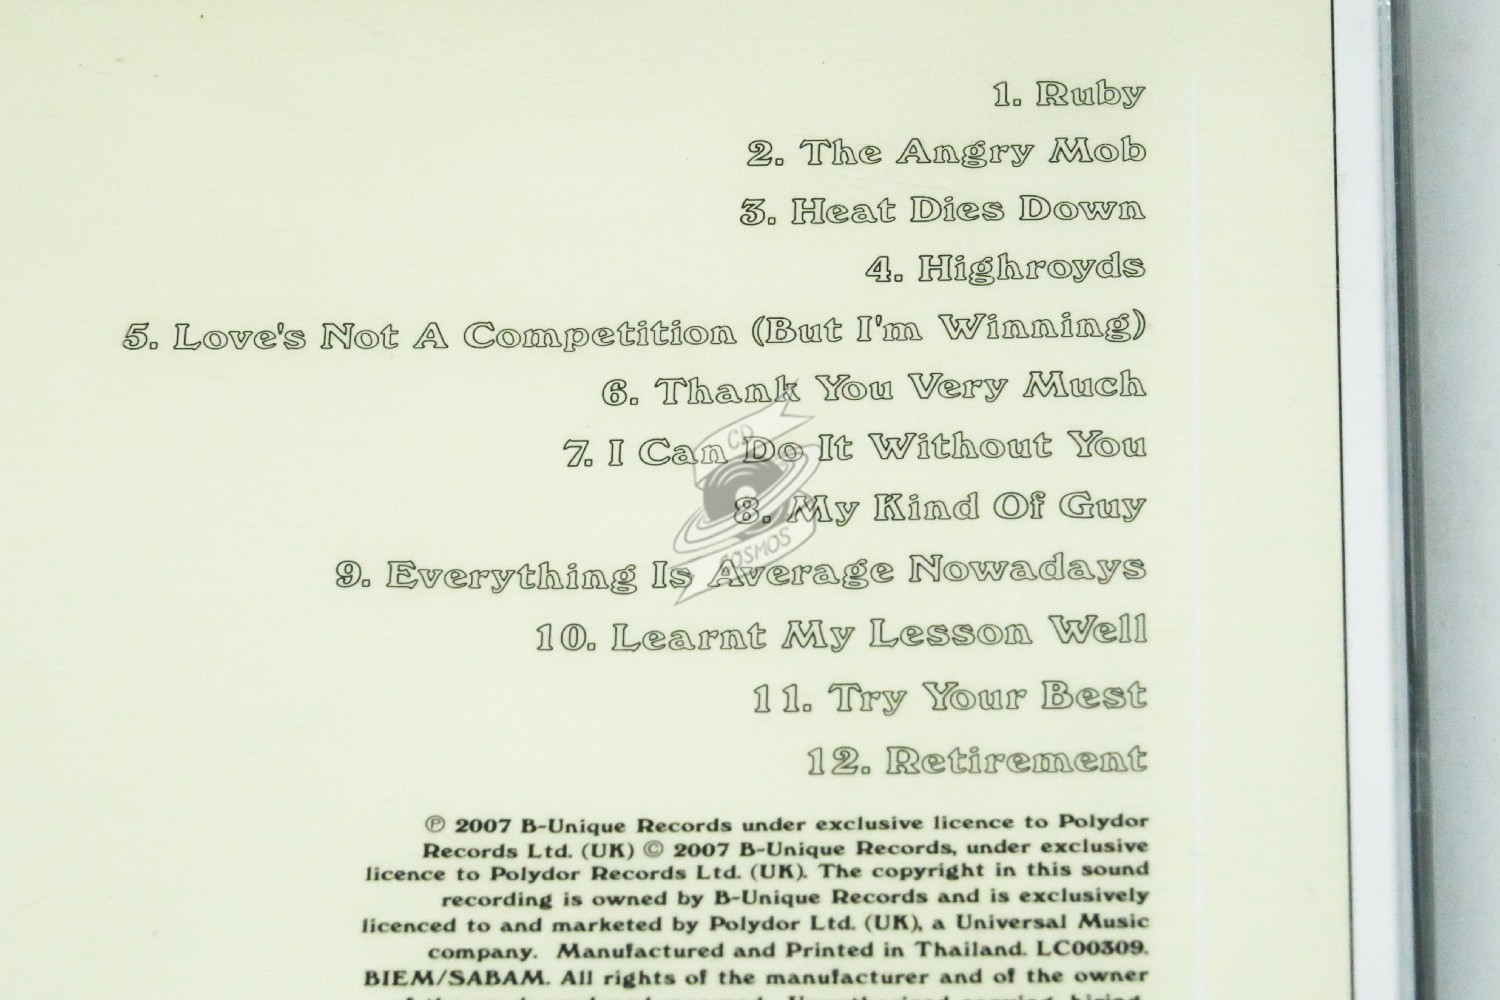 1. Ruby
2. The Angry Mob
3. Heat Dies Down
4. Highroyds
5. Love's Not A Competition (But I'm Winning)
6. Thank You Very Much
7. I Can Do It Without You
8. My Kind Of Guy
9. Everything Is Average Nowadays
10. Learnt My Lesson Well
11. Try Your Best
12. Retirement
CD
COSMOS
℗ 2007 B-Unique Records under exclusive licence to Polydor
Records Ltd. (UK) © 2007 B-Unique Records, under exclusive
licence to Polydor Records Ltd. (UK). The copyright in this sound
recording is owned by B-Unique Records and is exclusively
licenced to and marketed by Polydor Ltd. (UK), a Universal Music
company. Manufactured and Printed in Thailand. LC00309.
BIEM/SABAM. All rights of the manufacturer and of the owner